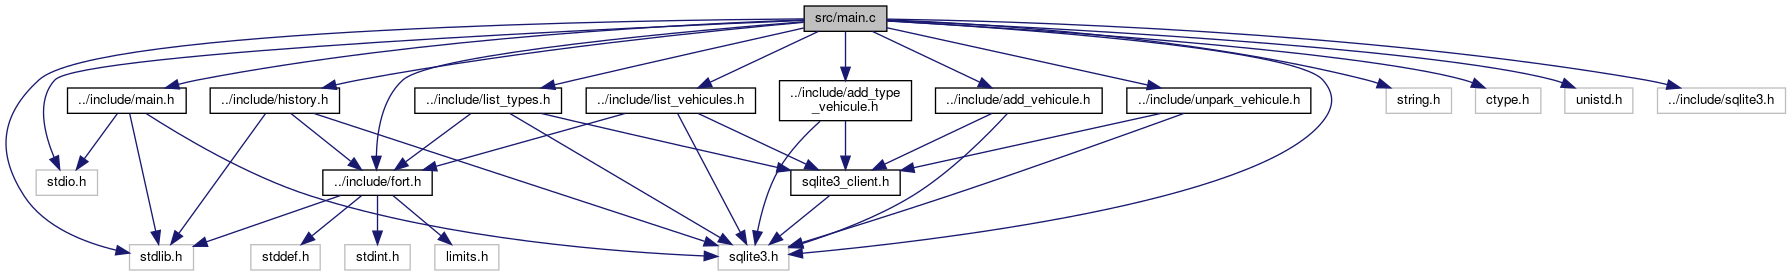 src/main.c
../include/main.h
../include/history.h
../include/list_types.h
../include/list_vehicules.h
../include/add_type
_vehicule.h
../include/add_vehicule.h
../include/unpark_vehicule.h
string.h
ctype.h
unistd.h
../include/sqlite3.h
stdio.h
../include/fort.h
sqlite3_client.h
stdlib.h
stddef.h
stdint.h
limits.h
sqlite3.h